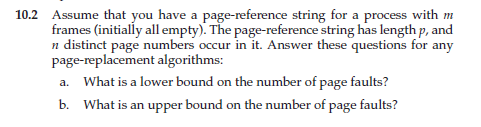 10.2 Assume that you have a page-reference string for a process with m
frames (initially all empty). The page-reference string has length p, and
n distinct page numbers occur in it. Answer these questions for any
page-replacement algorithms:
a. What is a lower bound on the number of page faults?
b. What is an upper bound on the number of page faults?